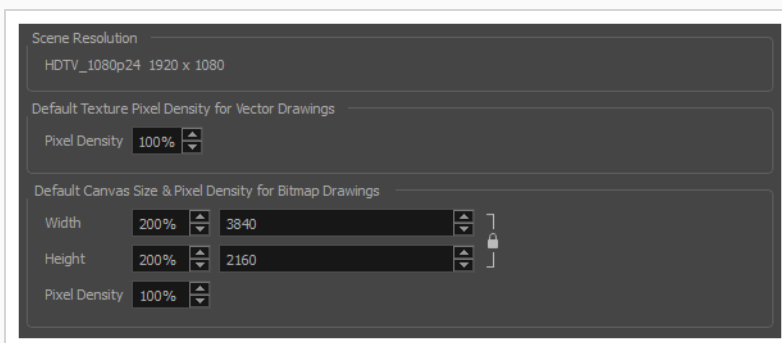 Scene Resolution
HDTV_1080p24 1920 x 1080
Default Texture Pixel Density for Vector Drawings
Pixel Density 100%
Default Canvas Size & Pixel Density for Bitmap Drawings
Width 200% 3840
Height 200% 2160
Pixel Density 100%